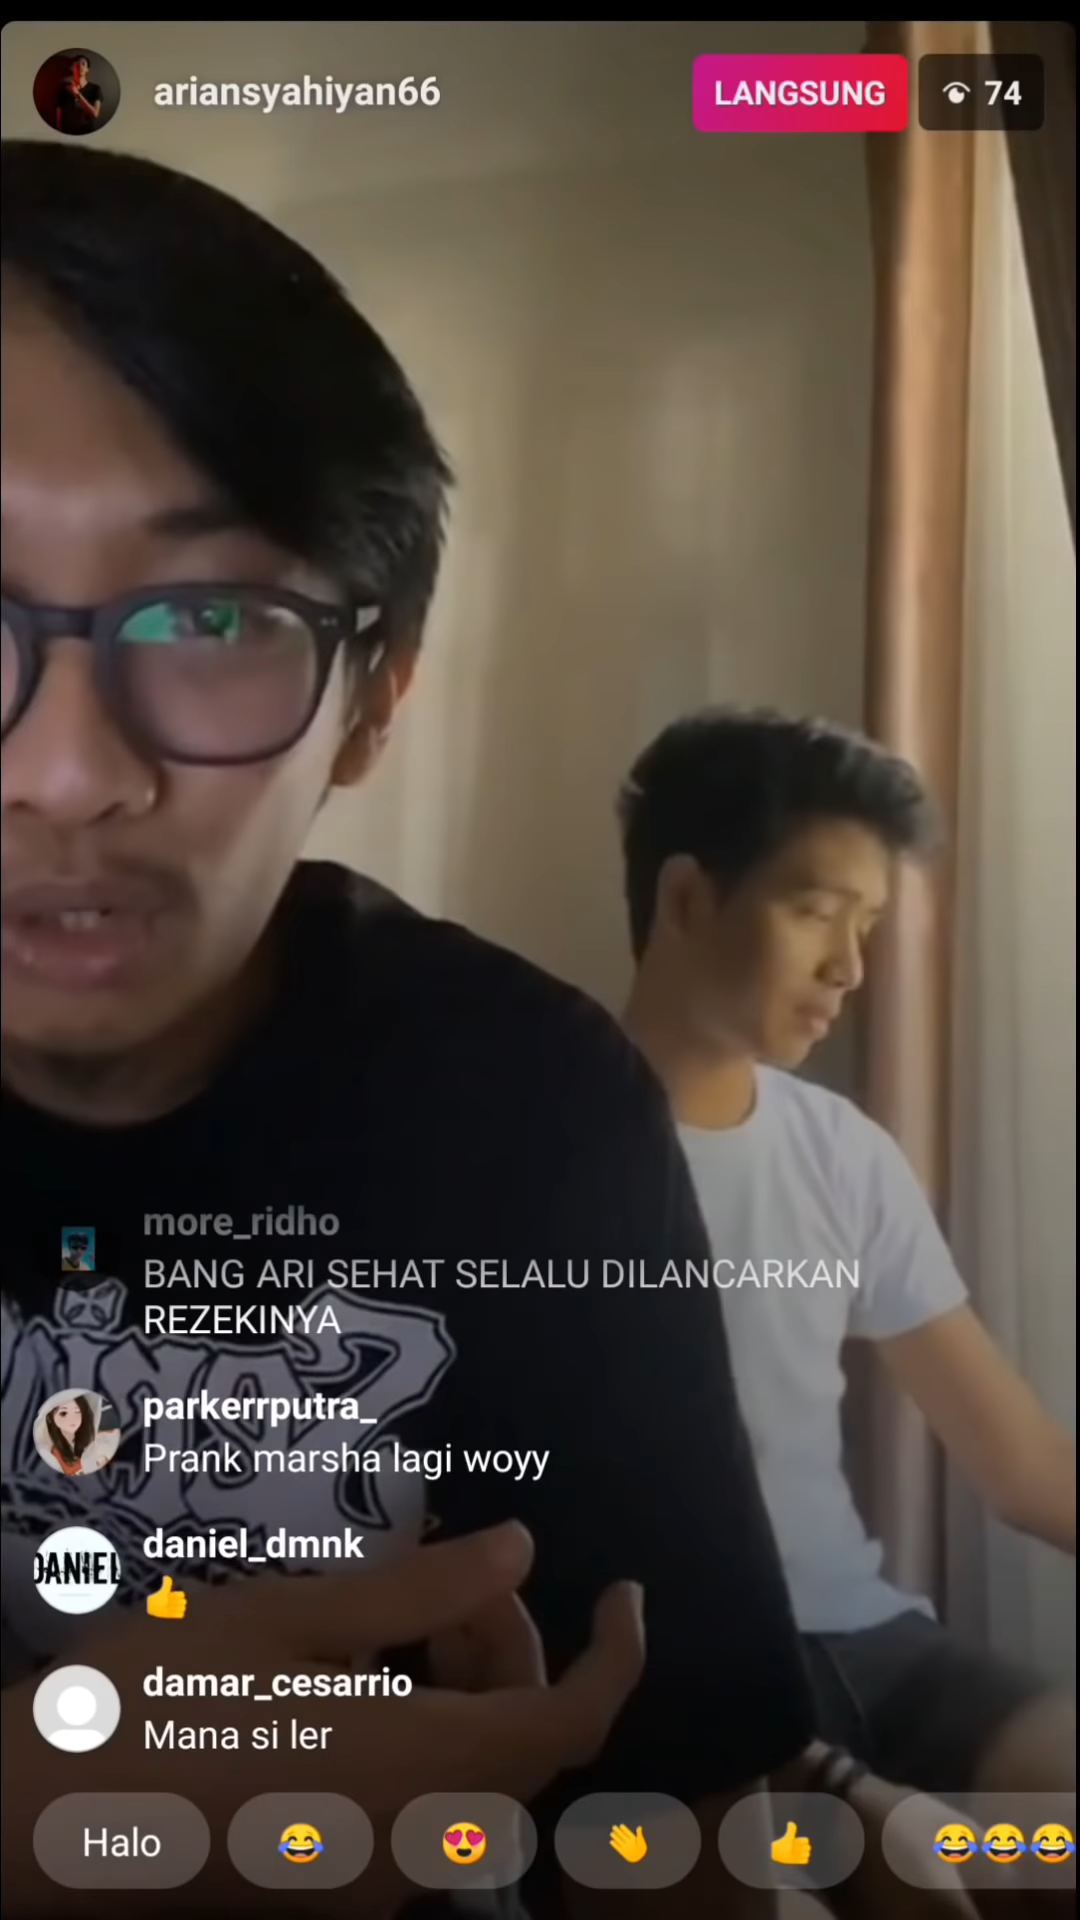 ariansyahiyan66
LANGSUNG
74
more_ridho
BANG ARI SEHAT SELALU DILANCARKAN
REZEKINYA
parkerrputra_
Prank marsha lagi woyy
DANIEL
daniel_dmnk
👍
damar_cesarrio
Mana si ler
Halo 😂 😍 👏 👍 😂😂😂